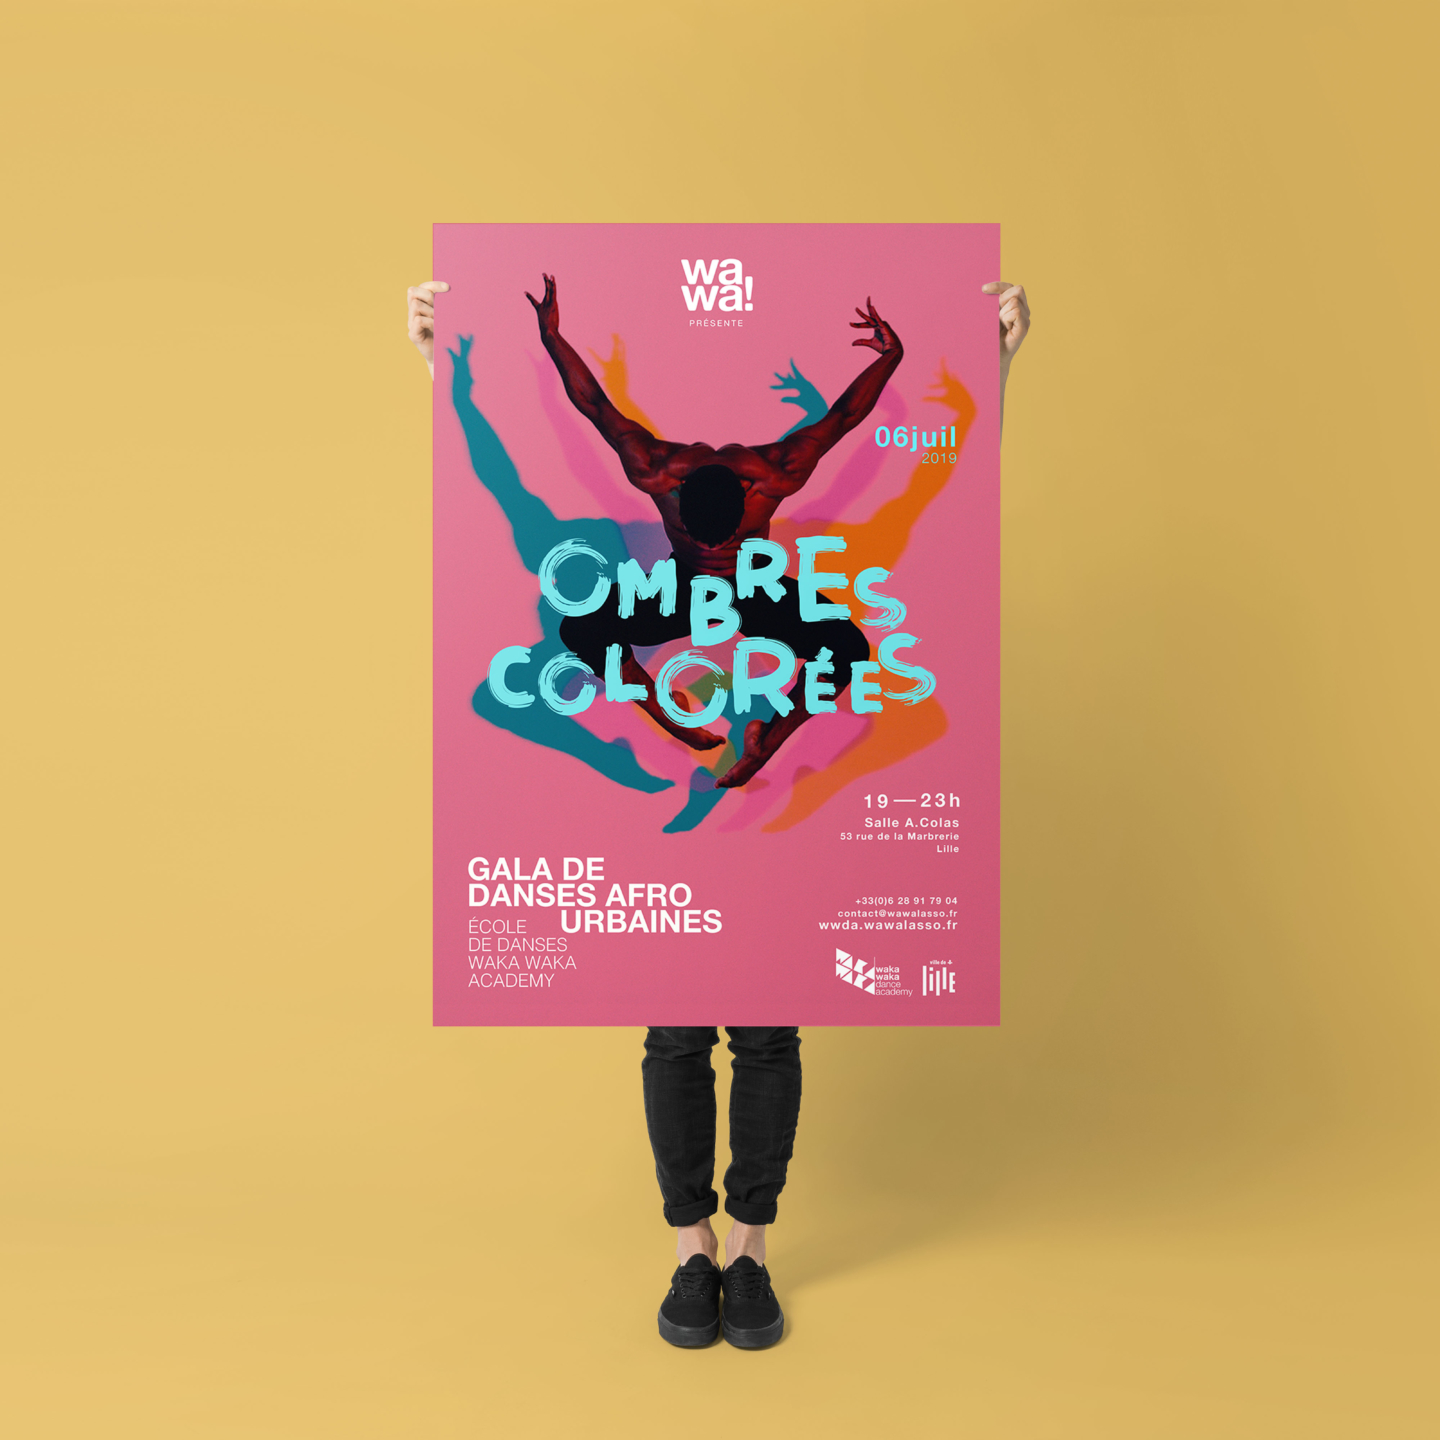 wa
wa!
PRÉSENTE
06juil
2019
OMBRES
COLORÉES
19—23h
Salle A.Colas
53 rue de la Marbrerie
Lille
GALA DE
DANSES AFRO
URBAINES
ÉCOLE
DE DANSES
WAKA WAKA
ACADEMY
+33(0)6 28 91 79 04
contact@wawalasso.fr
wwda.wawalasso.fr
waka
waka
dance
academy
ville de
lille